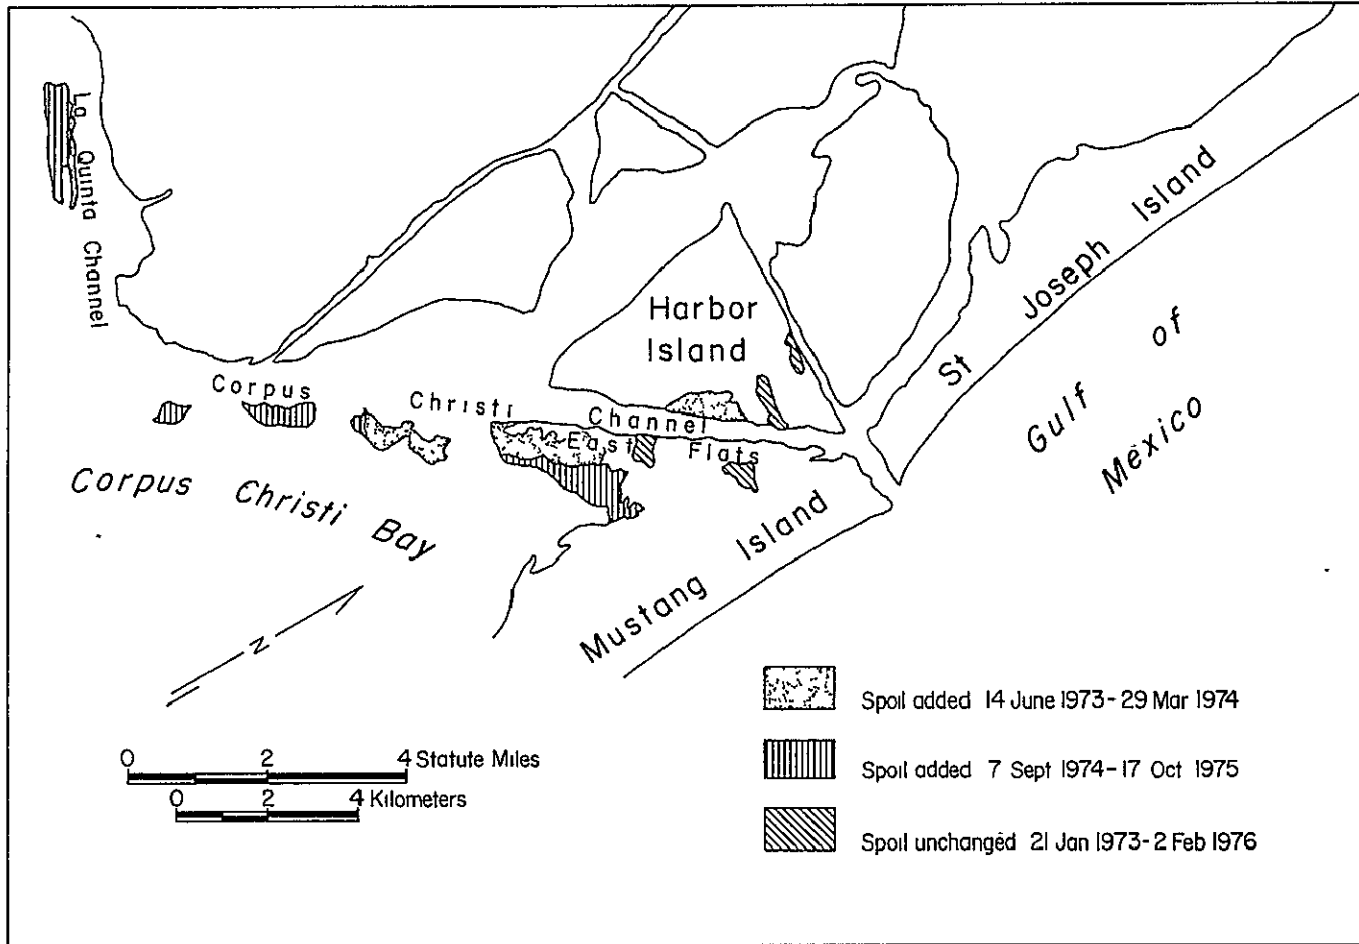 La Quinta Channel
Harbor
Island
St Joseph Island
Gulf of
México
Corpus Christi Channel
East Flats
Corpus Christi Bay
Mustang Island
N
0 2 4 Statute Miles
0 2 4 Kilometers
Spoil added 14 June 1973-29 Mar 1974
Spoil added 7 Sept 1974-17 Oct 1975
Spoil unchangéd 21 Jan 1973-2 Feb 1976